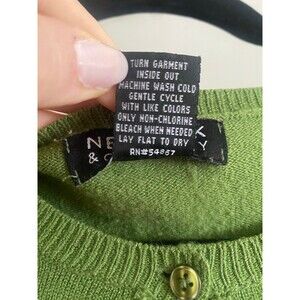 TURN GARMENT
INSIDE OUT
MACHINE WASH COLD
GENTLE CYCLE
WITH LIKE COLORS
ONLY NON-CHLORINE
BLEACH WHEN NEEDED
LAY FLAT TO DRY
RN#54867
NE K
& Y